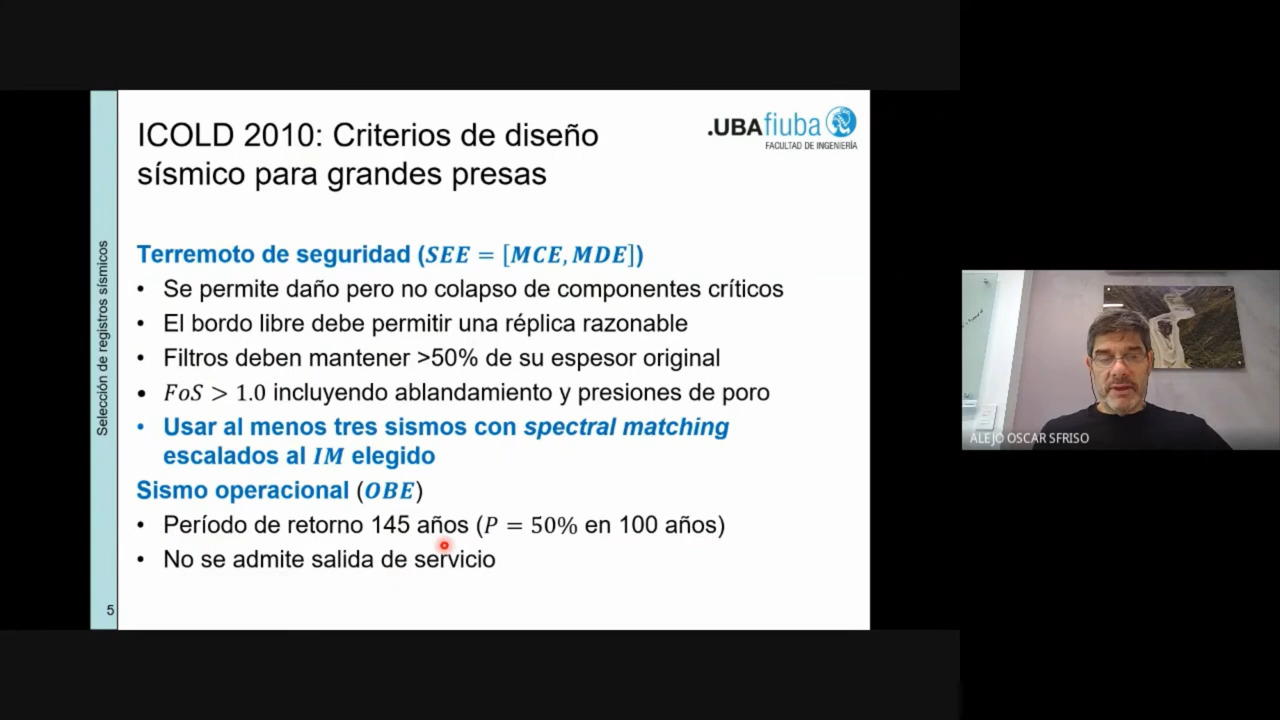 ICOLD 2010: Criterios de diseño
sísmico para grandes presas
.UBAfiuba
FACULTAD DE INGENIERÍA
Selección de registros sísmicos
Terremoto de seguridad (SEE = [MCE, MDE])
• Se permite daño pero no colapso de componentes críticos
• El bordo libre debe permitir una réplica razonable
• Filtros deben mantener >50% de su espesor original
• FoS > 1.0 incluyendo ablandamiento y presiones de poro
• Usar al menos tres sismos con spectral matching
escalados al IM elegido
Sismo operacional (OBE)
• Período de retorno 145 años (P = 50% en 100 años)
• No se admite salida de servicio
5
ALEJO OSCAR SFRISO